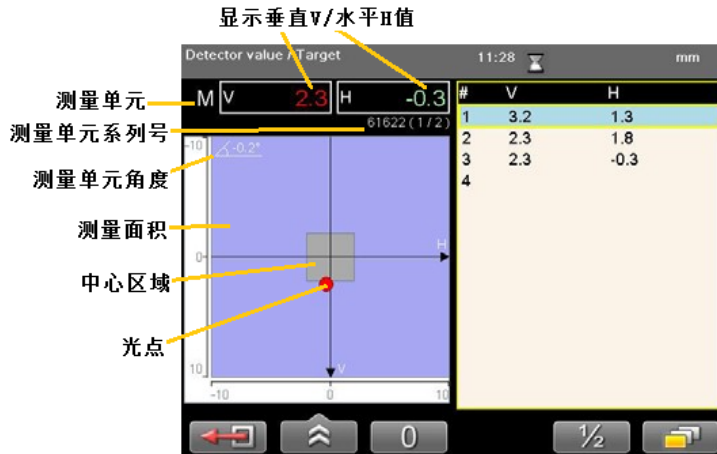 显示垂直V/水平H值
Detector value / Target 11:28 mm
测量单元
M V 2.3 H -0.3
测量单元系列号
61622 (1 / 2)
# V H
1 3.2 1.3
2 2.3 1.8
3 2.3 -0.3
4
-10
-0.2°
测量单元角度
测量面积
H
0
中心区域
光点
10
V
-10 0 10
0 ½